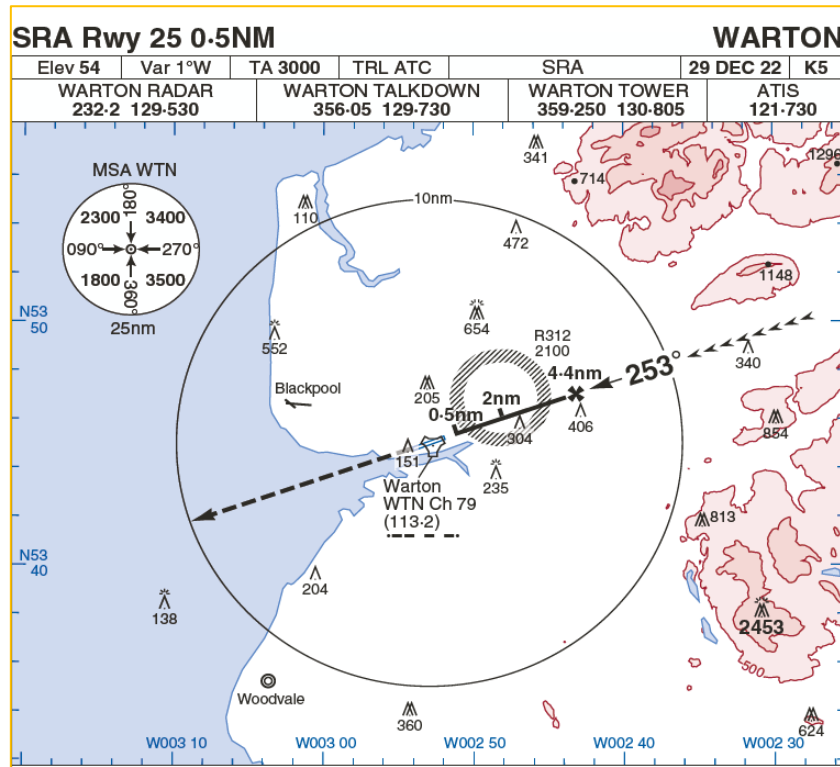 SRA Rwy 25 0·5NM WARTON
Elev 54 Var 1°W TA 3000 TRL ATC SRA 29 DEC 22 K5
WARTON RADAR WARTON TALKDOWN WARTON TOWER ATIS
232·2 129·530 356·05 129·730 359·250 130·805 121·730
MSA WTN
180°
2300 3400
090° 270°
1800 3500
360°
25nm
341
714
1296
110
10nm
472
1148
N53
50
552
654
R312
2100
253°
340
4·4nm
Blackpool
205
2nm
0·5nm
304
406
854
151
235
Warton
WTN Ch 79
(113·2)
813
N53
40
204
138
2453
500
Woodvale
360
624
W003 10 W003 00 W002 50 W002 40 W002 30